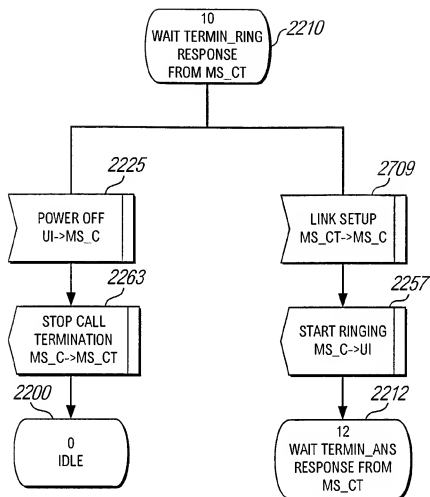 10
WAIT TERMIN_RING
RESPONSE
FROM MS_CT
2210
2225
POWER OFF
UI->MS_C
2709
LINK SETUP
MS_CT->MS_C
2263
STOP CALL
TERMINATION
MS_C->MS_CT
2257
START RINGING
MS_C->UI
2200
0
IDLE
2212
12
WAIT TERMIN_ANS
RESPONSE FROM
MS_CT